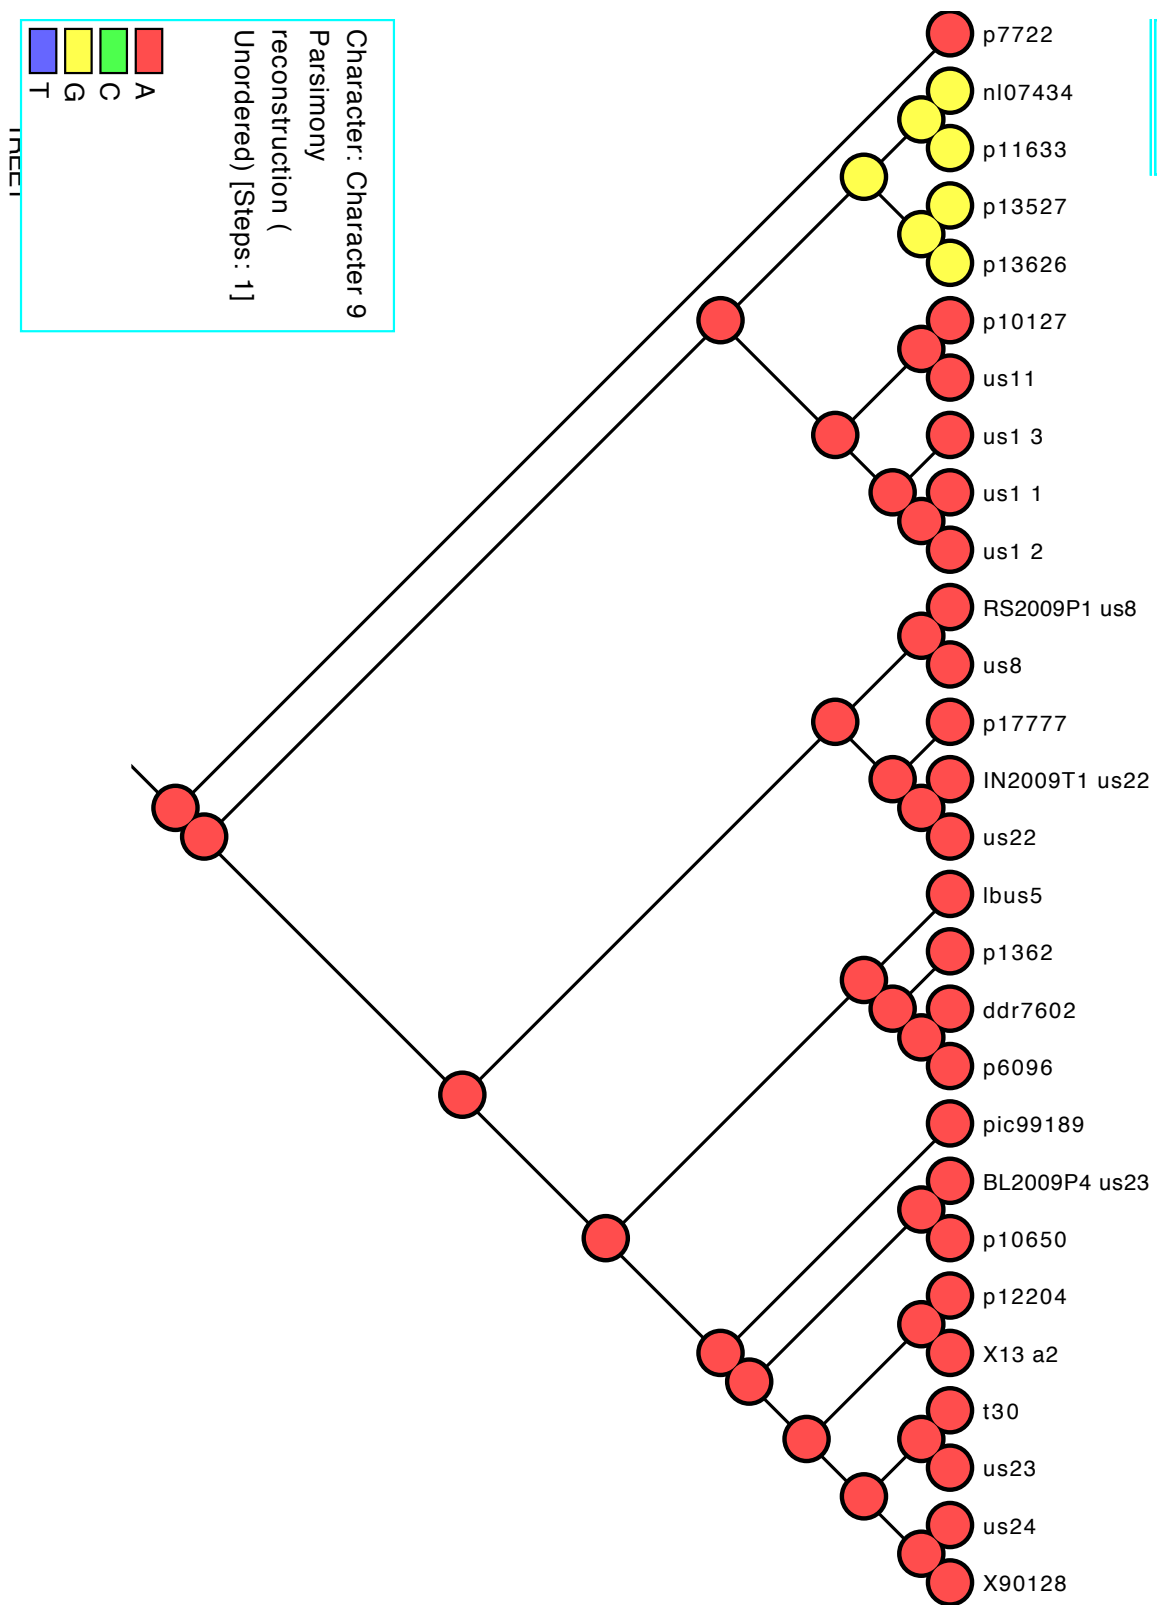 Character: Character 9
Parsimony
reconstruction (
Unordered) [Steps: 1]
A
C
G
T
p7722
nl07434
p11633
p13527
p13626
p10127
us11
us1 3
us1 1
us1 2
RS2009P1 us8
us8
p17777
IN2009T1 us22
us22
lbus5
p1362
ddr7602
p6096
pic99189
BL2009P4 us23
p10650
p12204
X13 a2
t30
us23
us24
X90128